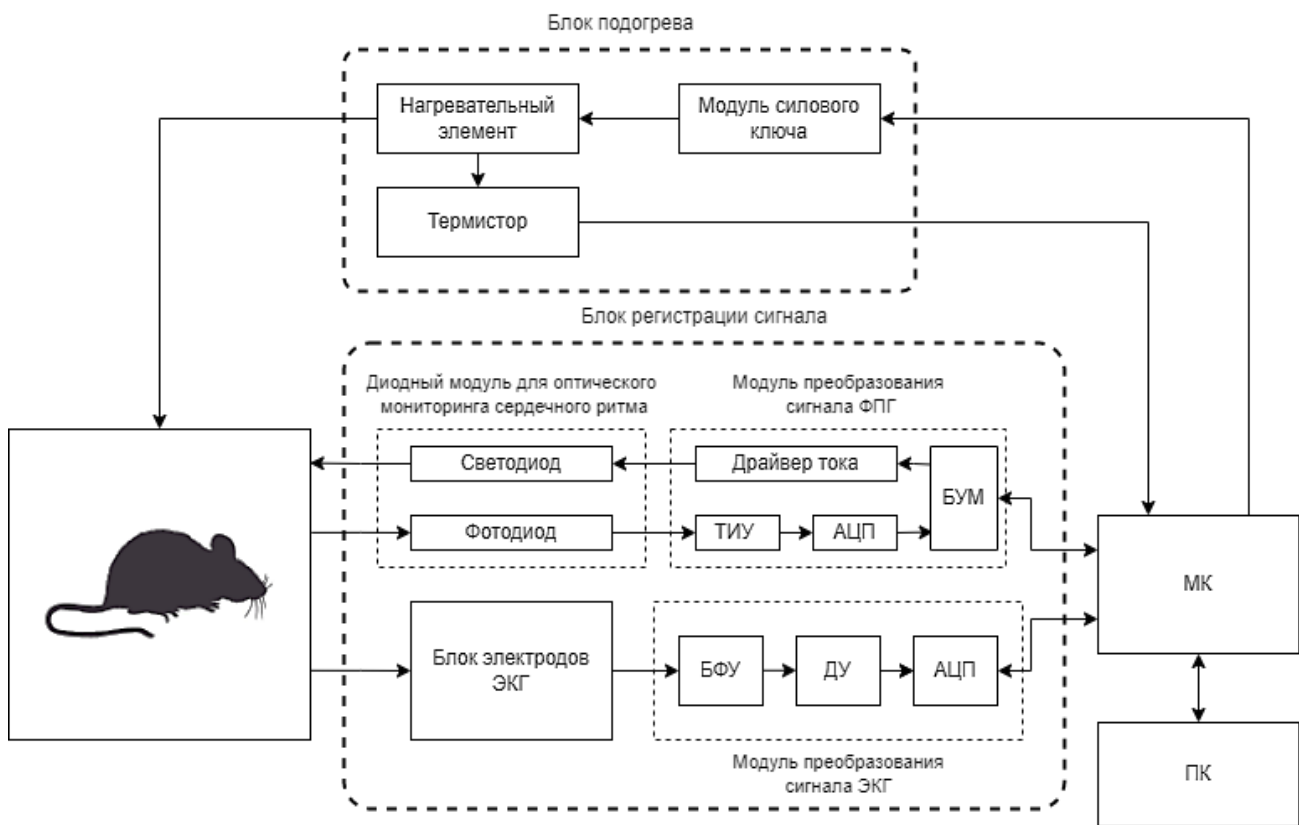 Блок подогрева
Нагревательный
элемент
Модуль силового
ключа
Термистор
Блок регистрации сигнала
Диодный модуль для оптического
мониторинга сердечного ритма
Модуль преобразования
сигнала ФПГ
Светодиод
Драйвер тока
БУМ
Фотодиод
ТИУ
АЦП
МК
Блок электродов
ЭКГ
БФУ
ДУ
АЦП
Модуль преобразования
сигнала ЭКГ
ПК